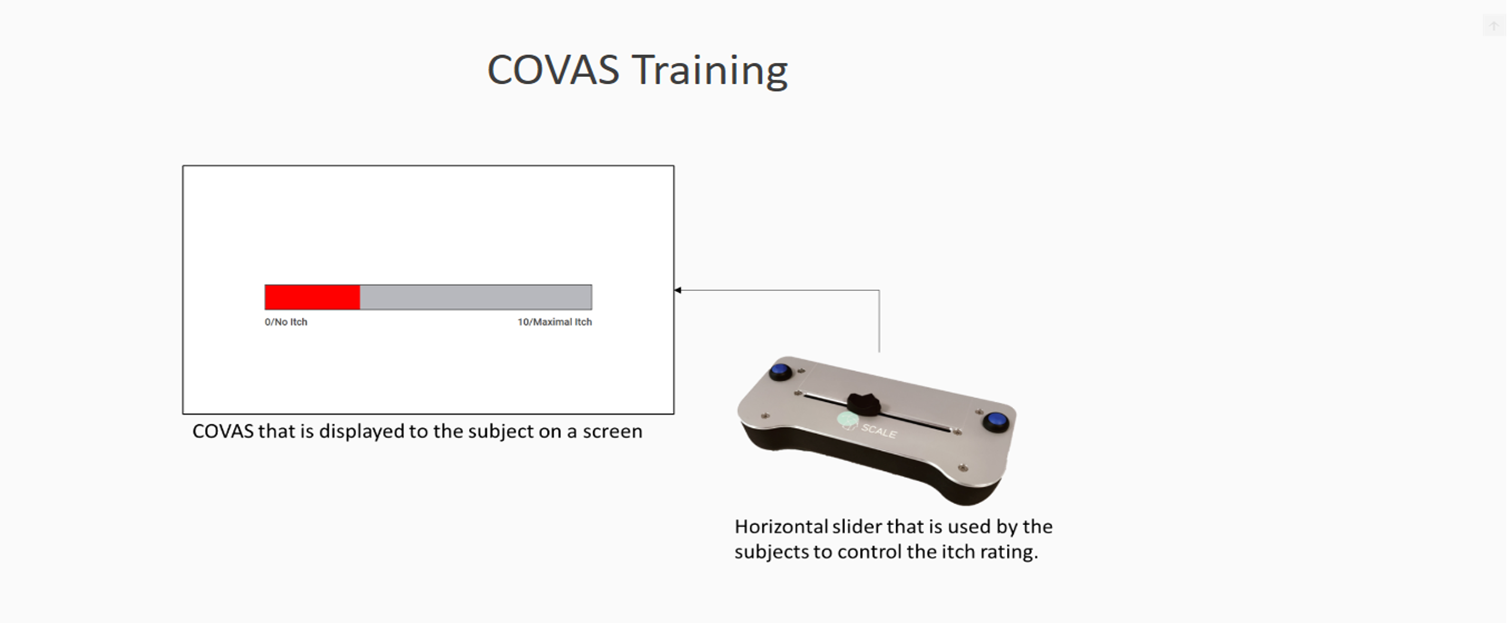 COVAS Training
0/No Itch
10/Maximal Itch
COVAS that is displayed to the subject on a screen
SCALE
Horizontal slider that is used by the
subjects to control the itch rating.